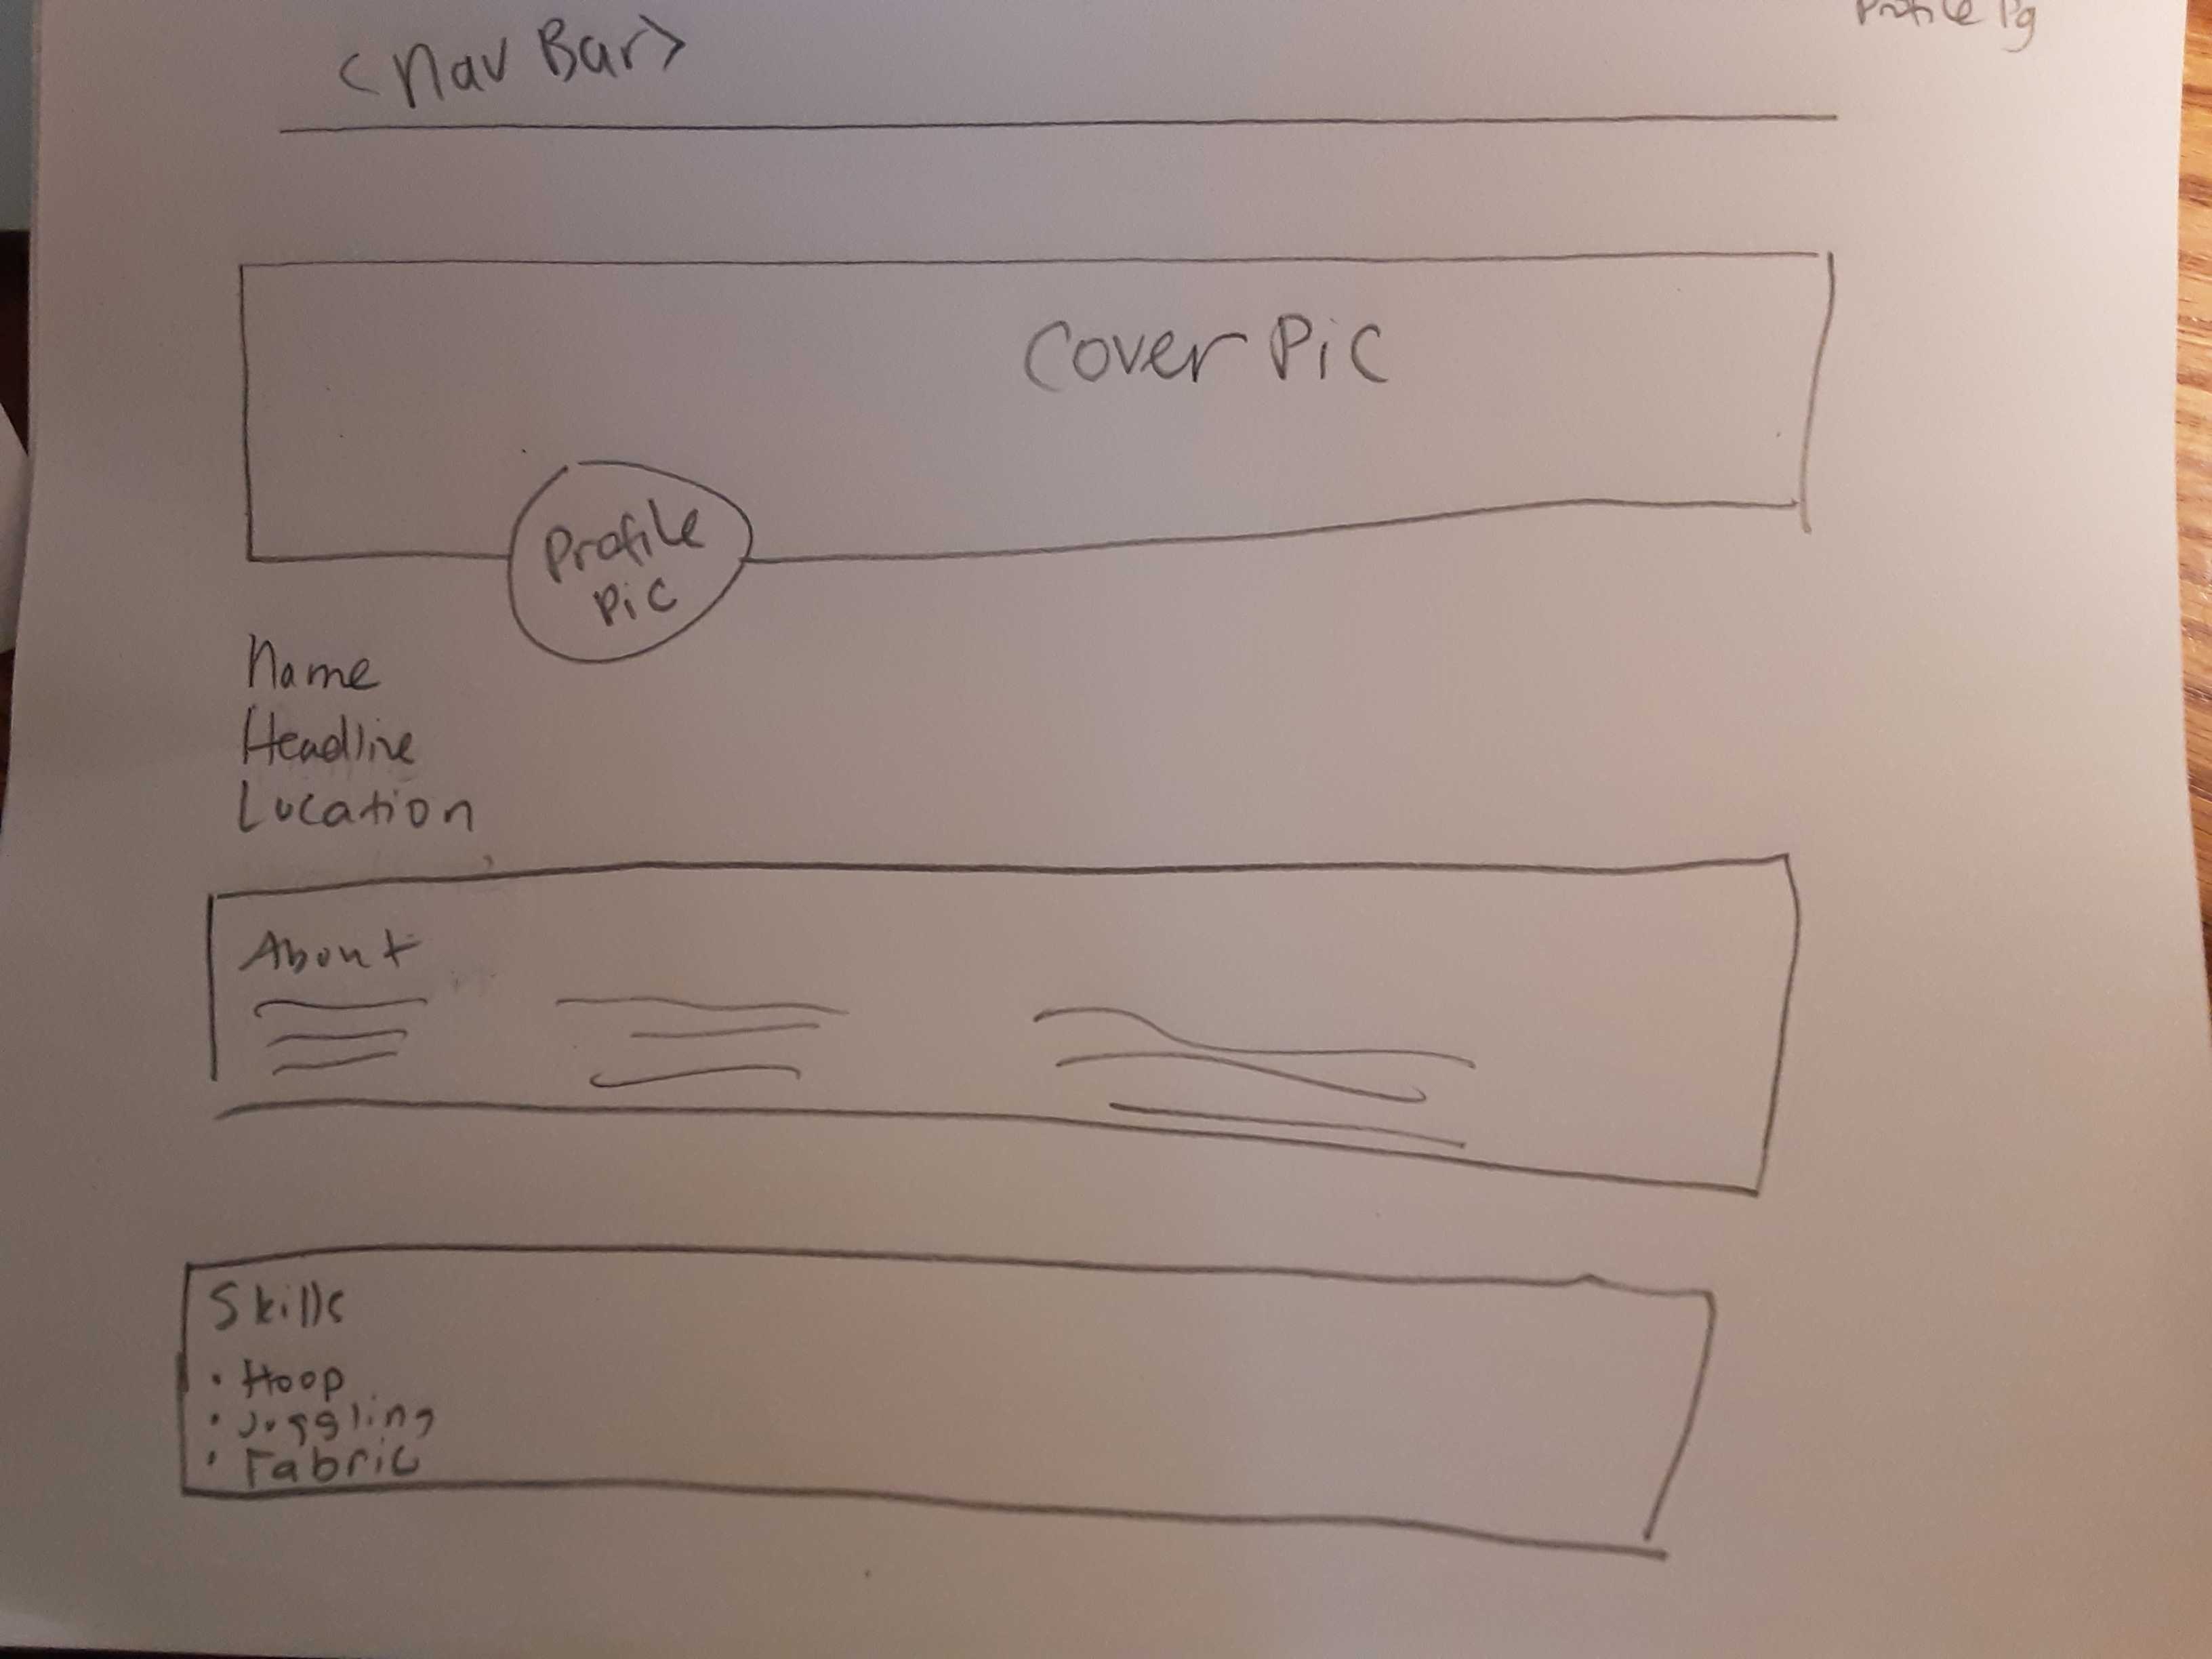 Profile Pg
<Nav Bar>
Cover Pic
Profile
Pic
Name
Headline
Location
About
Skills
• Hoop
• Juggling
• Fabric